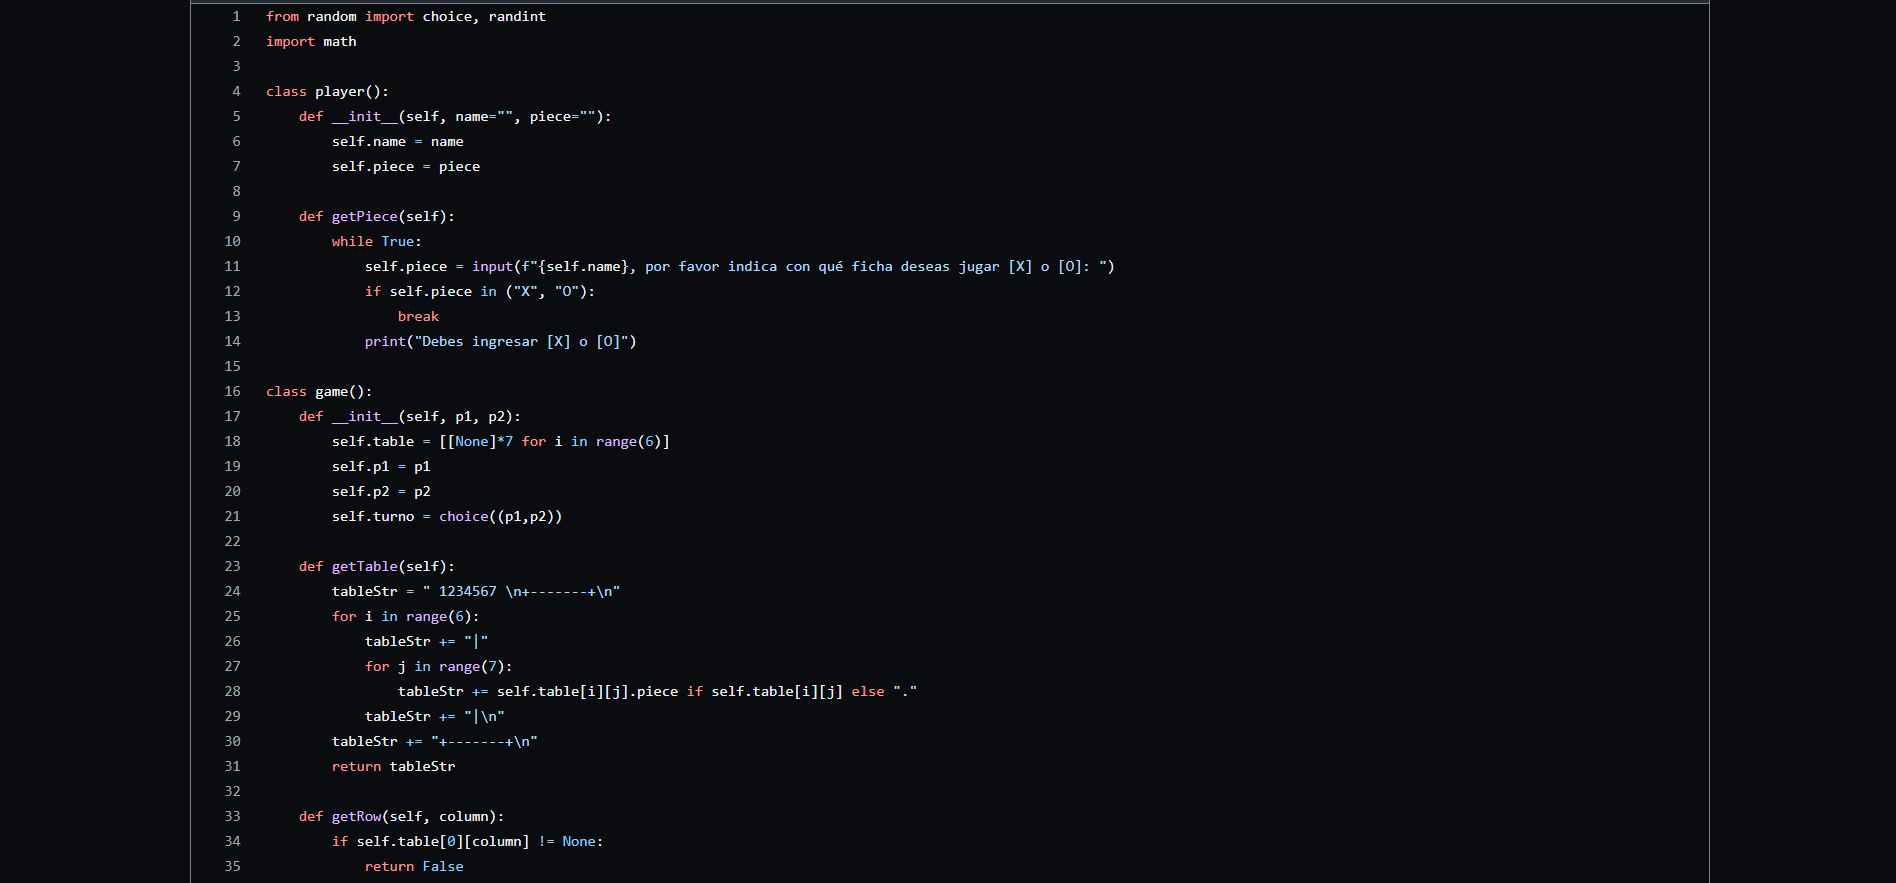 1 from random import choice, randint
2 import math
3
4 class player():
5     def __init__(self, name="", piece=""):
6         self.name = name
7         self.piece = piece
8
9     def getPiece(self):
10         while True:
11             self.piece = input(f"{self.name}, por favor indica con qué ficha deseas jugar [X] o [O]: ")
12             if self.piece in ("X", "O"):
13                 break
14             print("Debes ingresar [X] o [O]")
15
16 class game():
17     def __init__(self, p1, p2):
18         self.table = [[None]*7 for i in range(6)]
19         self.p1 = p1
20         self.p2 = p2
21         self.turno = choice((p1,p2))
22
23     def getTable(self):
24         tableStr = " 1234567 \n+-------+\n"
25         for i in range(6):
26             tableStr += "|"
27             for j in range(7):
28                 tableStr += self.table[i][j].piece if self.table[i][j] else "."
29             tableStr += "|\n"
30         tableStr += "+-------+\n"
31         return tableStr
32
33     def getRow(self, column):
34         if self.table[0][column] != None:
35             return False